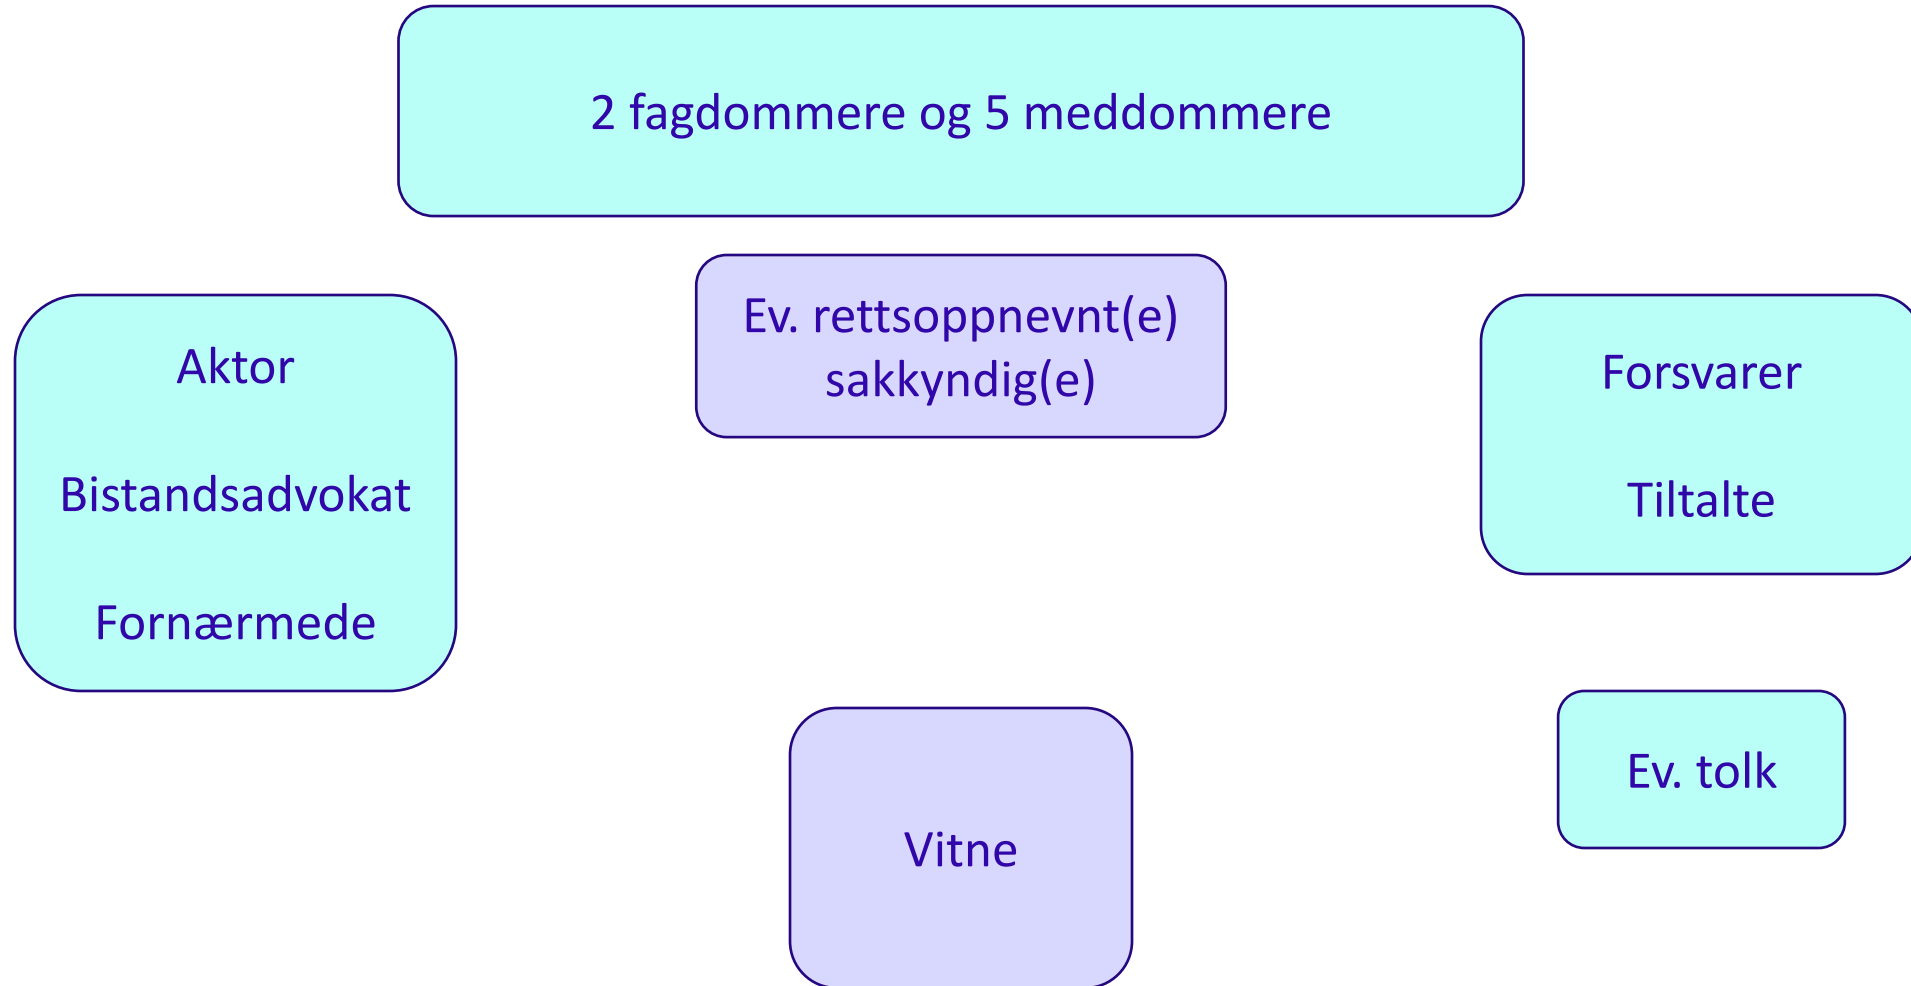 2 fagdommere og 5 meddommere
Ev. rettsoppnevnt(e)
sakkyndig(e)
Aktor
Bistandsadvokat
Fornærmede
Forsvarer
Tiltalte
Ev. tolk
Vitne